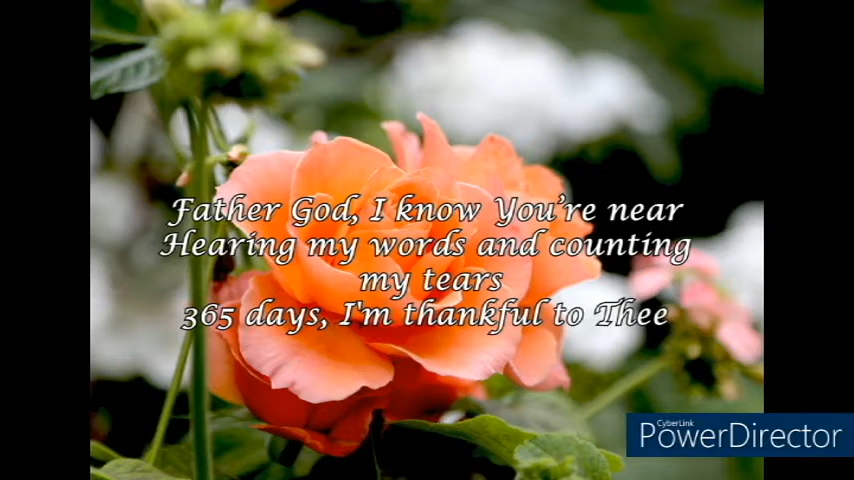 Father God, I know You're near
Hearing my words and counting
my tears
365 days, I'm thankful to Thee
CyberLink
PowerDirector